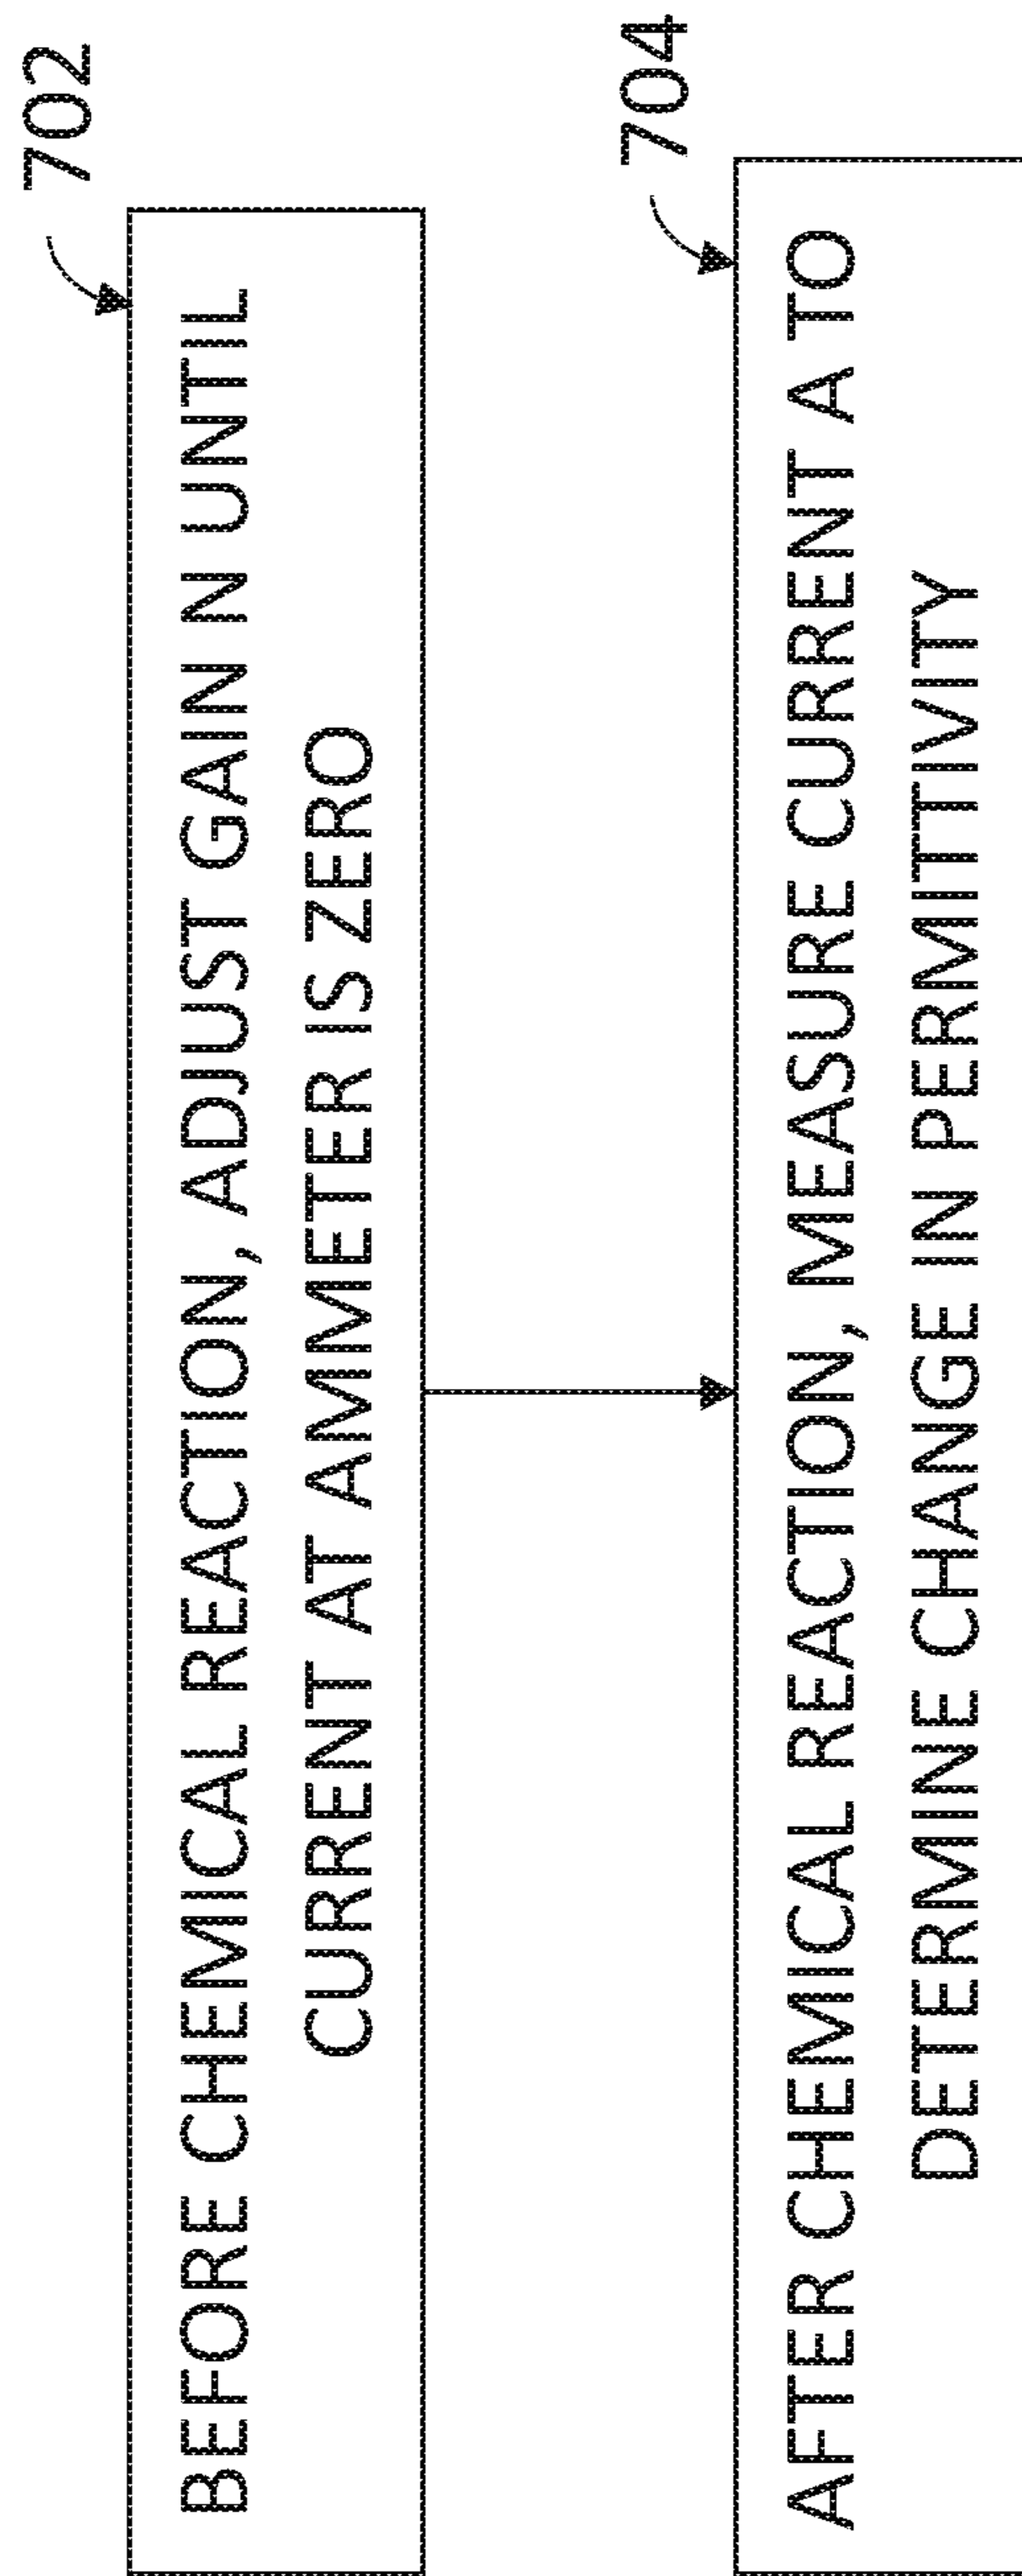 702
BEFORE CHEMICAL REACTION, ADJUST GAIN N UNTIL
CURRENT AT AMMETER IS ZERO
704
AFTER CHEMICAL REACTION, MEASURE CURRENT A TO
DETERMINE CHANGE IN PERMITTIVITY